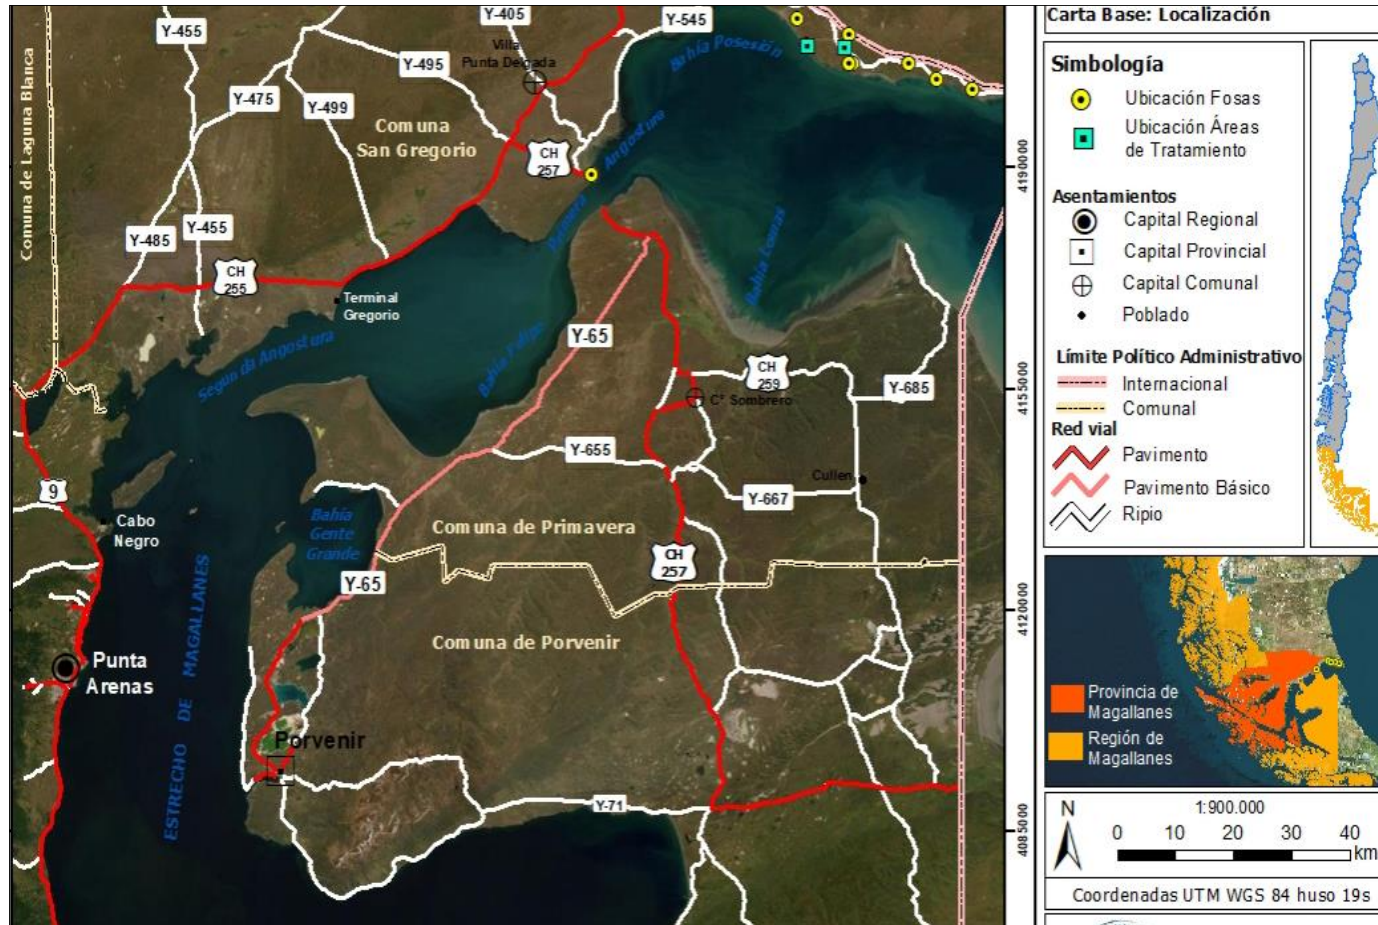 Y-455
Y-405
Y-545
Villa
Punta Delgada
Bahía Posesión
Y-495
Y-475
Y-499
Comuna
San Gregorio
Comuna de Laguna Blanca
CH
257
Primera Angostura
Y-485
Y-455
CH
255
Terminal
Gregorio
Bahía Lomas
Segunda Angostura
Bahía Felipe
Y-65
CH
259
Y-685
C° Sombrero
Y-655
Cullen
Y-667
9
Cabo
Negro
Bahía
Gente
Grande
Comuna de Primavera
Y-65
CH
257
Comuna de Porvenir
Punta
Arenas
ESTRECHO DE MAGALLANES
Porvenir
Y-71
4190000
4155000
4120000
4085000
Carta Base: Localización
Simbología
Ubicación Fosas
Ubicación Áreas
de Tratamiento
Asentamientos
Capital Regional
Capital Provincial
Capital Comunal
Poblado
Límite Político Administrativo
Internacional
Comunal
Red vial
Pavimento
Pavimento Básico
Ripio
Provincia de
Magallanes
Región de
Magallanes
N
1:900.000
0 10 20 30 40
km
Coordenadas UTM WGS 84 huso 19s